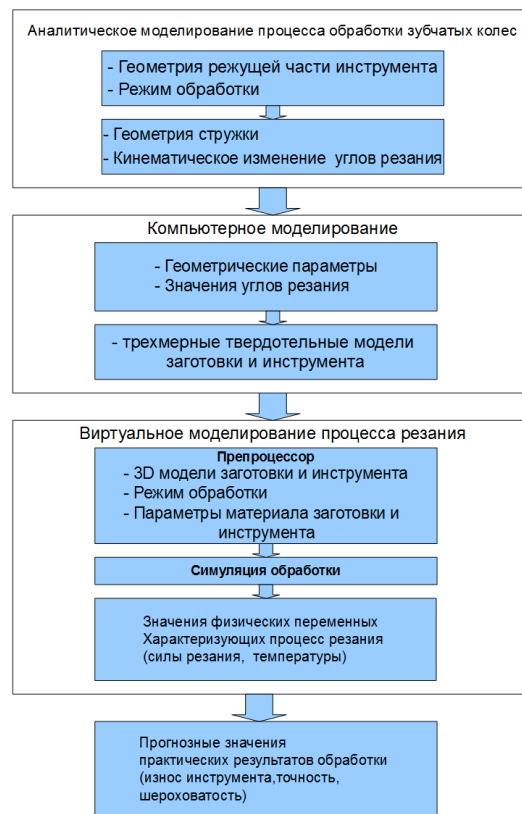 Аналитическое моделирование процесса обработки зубчатых колес
- Геометрия режущей части инструмента
- Режим обработки
- Геометрия стружки
- Кинематическое изменение углов резания
Компьютерное моделирование
- Геометрические параметры
- Значения углов резания
- трехмерные твердотельные модели
заготовки и инструмента
Виртуальное моделирование процесса резания
Препроцессор
- 3D модели заготовки и инструмента
- Режим обработки
- Параметры материала заготовки и
инструмента
Симуляция обработки
Значения физических переменных
Характеризующих процесс резания
(силы резания, температуры)
Прогнозные значения
практических результатов обработки
(износ инструмента,точность,
шероховатость)